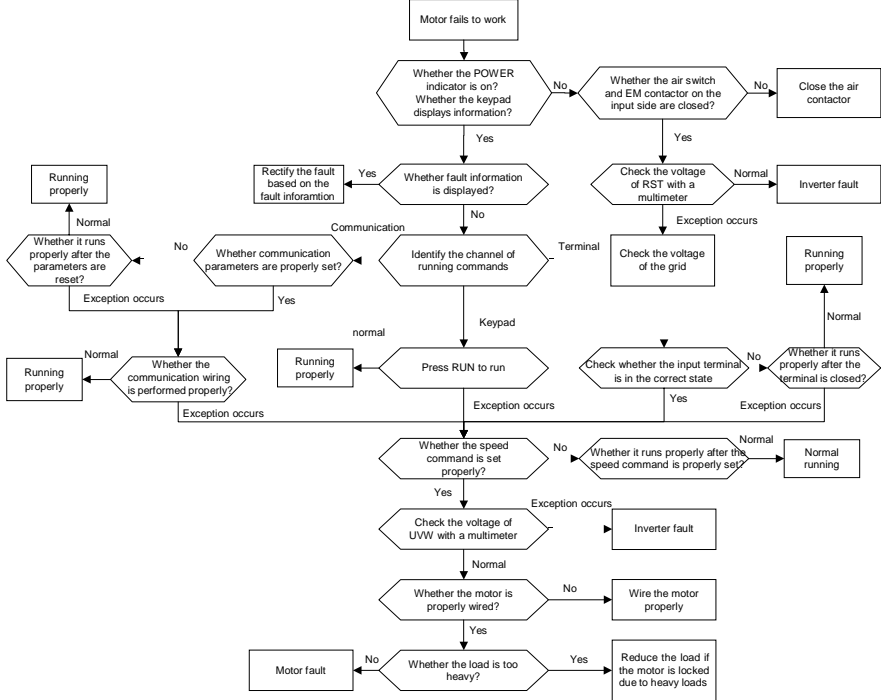 Motor fails to work
Whether the POWER
indicator is on?
Whether the keypad
displays information?
No
Whether the air switch
and EM contactor on the
input side are closed?
No
Close the air
contactor
Yes
Yes
Running
properly
Rectify the fault
based on the
fault inforamtion
Yes
Whether fault information
is displayed?
Check the voltage
of RST with a
multimeter
Normal
Inverter fault
Normal
No
Exception occurs
Communication
Whether it runs
properly after the
parameters are
reset?
No
Whether communication
parameters are properly set?
Identify the channel of
running commands
Terminal
Check the voltage
of the grid
Running
properly
Exception occurs
Yes
Keypad
Normal
normal
Running
properly
Normal
Whether the
communication wiring
is performed properly?
Running
properly
Press RUN to run
Check whether the input terminal
is in the correct state
No
Whether it runs
properly after the
terminal is closed?
Yes
Exception occurs
Exception occurs
Exception occurs
Whether the speed
command is set
properly?
No
Whether it runs properly after the
speed command is properly set?
Normal
Normal
running
Yes
Exception occurs
Check the voltage of
UVW with a multimeter
Inverter fault
Normal
Whether the motor is
properly wired?
No
Wire the motor
properly
Yes
Motor fault
No
Whether the load is too
heavy?
Yes
Reduce the load if
the motor is locked
due to heavy loads